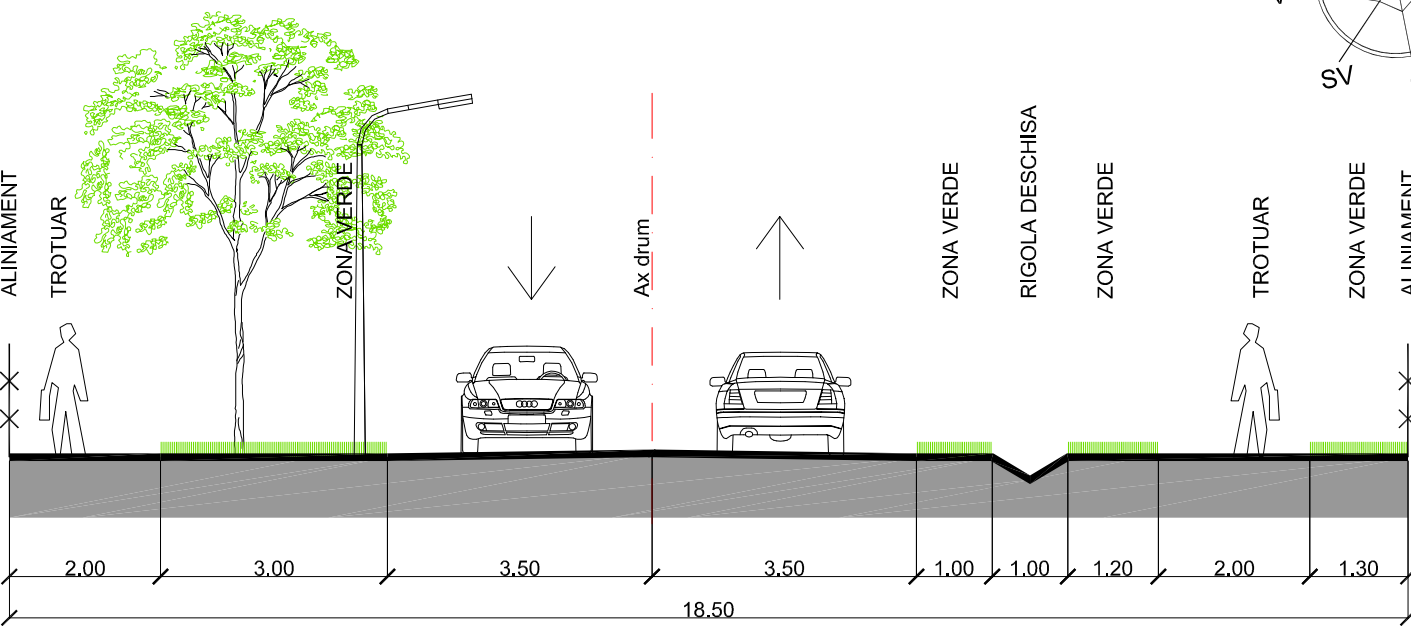 SV
ALINIAMENT
TROTUAR
ZONA VERDE
Ax drum
ZONA VERDE
RIGOLA DESCHISA
ZONA VERDE
TROTUAR
ZONA VERDE
ALINIAMENT
2.00
3.00
3.50
3.50
1.00
1.00
1.20
2.00
1.30
18.50